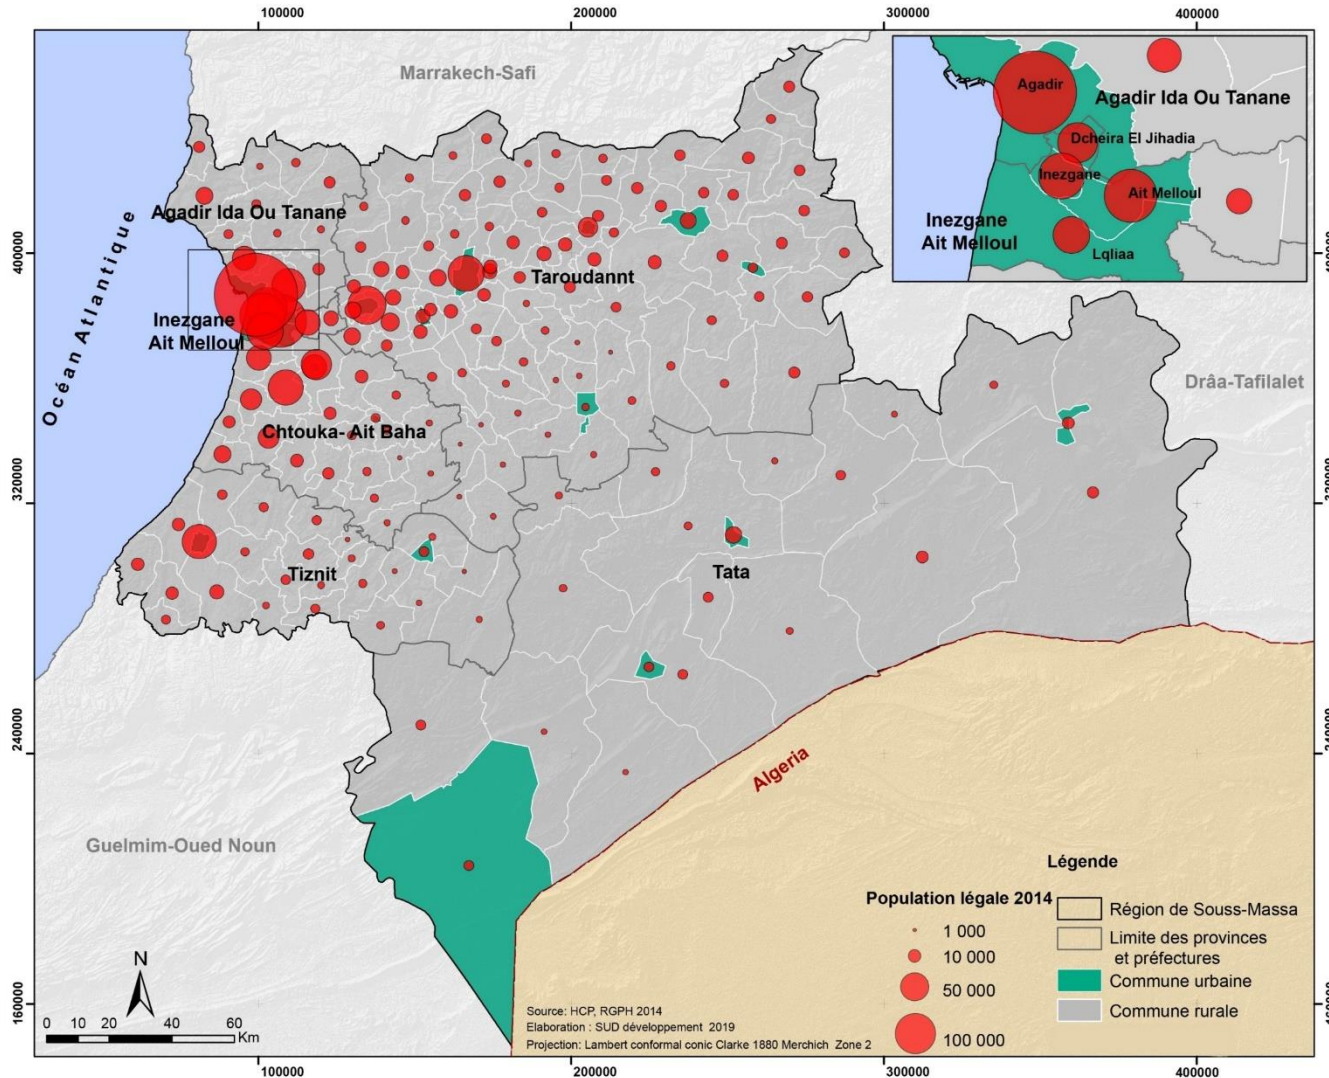 100000
200000
300000
400000
Marrakech-Safi
Agadir
Agadir Ida Ou Tanane
Dcheira El Jihadia
Inezgane
Ait Melloul
Inezgane
Ait Melloul
Lqliaa
400000
400000
Océan Atlantique
Agadir Ida Ou Tanane
Taroudannt
Inezgane
Ait Melloul
Drâa-Tafilalet
Chtouka- Ait Baha
320000
320000
Tiznit
Tata
240000
240000
Algeria
Guelmim-Oued Noun
Légende
Population légale 2014
1 000
10 000
50 000
100 000
Région de Souss-Massa
Limite des provinces
et préfectures
Commune urbaine
Commune rurale
N
0 10 20 40 60
Km
Source: HCP, RGPH 2014
Elaboration : SUD développement 2019
Projection: Lambert conformal conic Clarke 1880 Merchich Zone 2
160000
160000
100000
200000
300000
400000